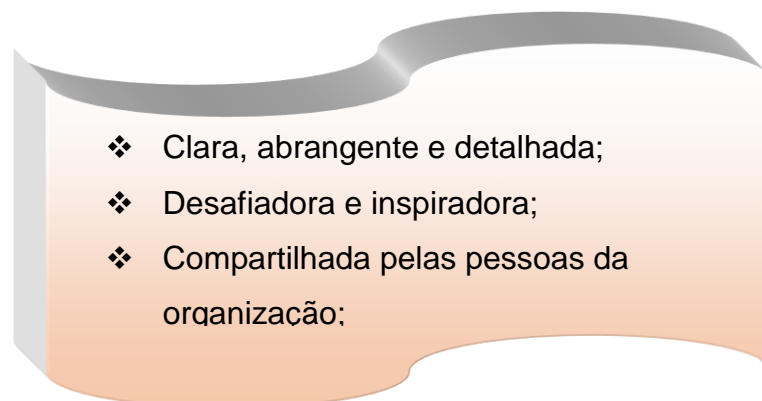 ❖ Clara, abrangente e detalhada;
❖ Desafiadora e inspiradora;
❖ Compartilhada pelas pessoas da
organização;